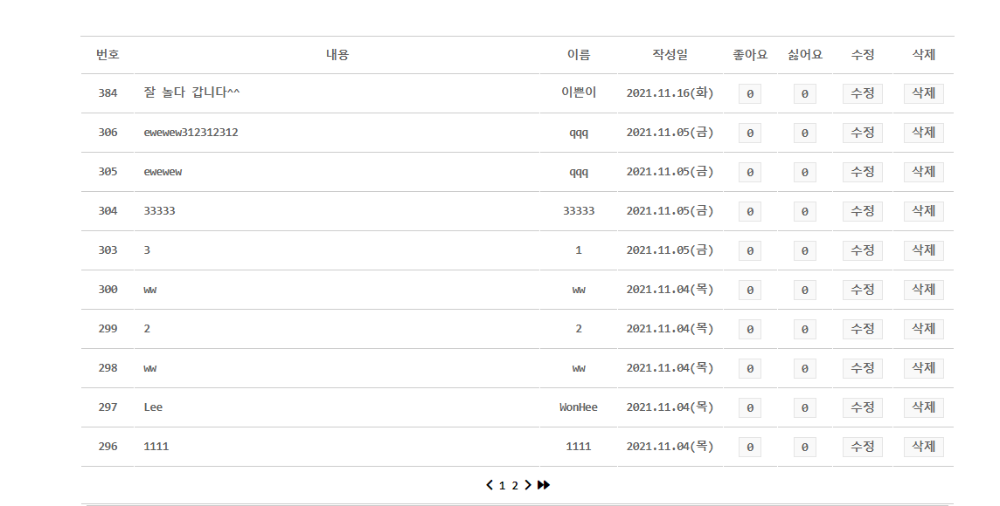 번호 내용 이름 작성일 좋아요 싫어요 수정 삭제
384 잘 놀다 갑니다^^ 이쁜이 2021.11.16(화) 0 0 수정 삭제
306 ewewew312312312 qqq 2021.11.05(금) 0 0 수정 삭제
305 ewewew qqq 2021.11.05(금) 0 0 수정 삭제
304 33333 33333 2021.11.05(금) 0 0 수정 삭제
303 3 1 2021.11.05(금) 0 0 수정 삭제
300 ww ww 2021.11.04(목) 0 0 수정 삭제
299 2 2 2021.11.04(목) 0 0 수정 삭제
298 ww ww 2021.11.04(목) 0 0 수정 삭제
297 Lee WonHee 2021.11.04(목) 0 0 수정 삭제
296 1111 1111 2021.11.04(목) 0 0 수정 삭제
1 2